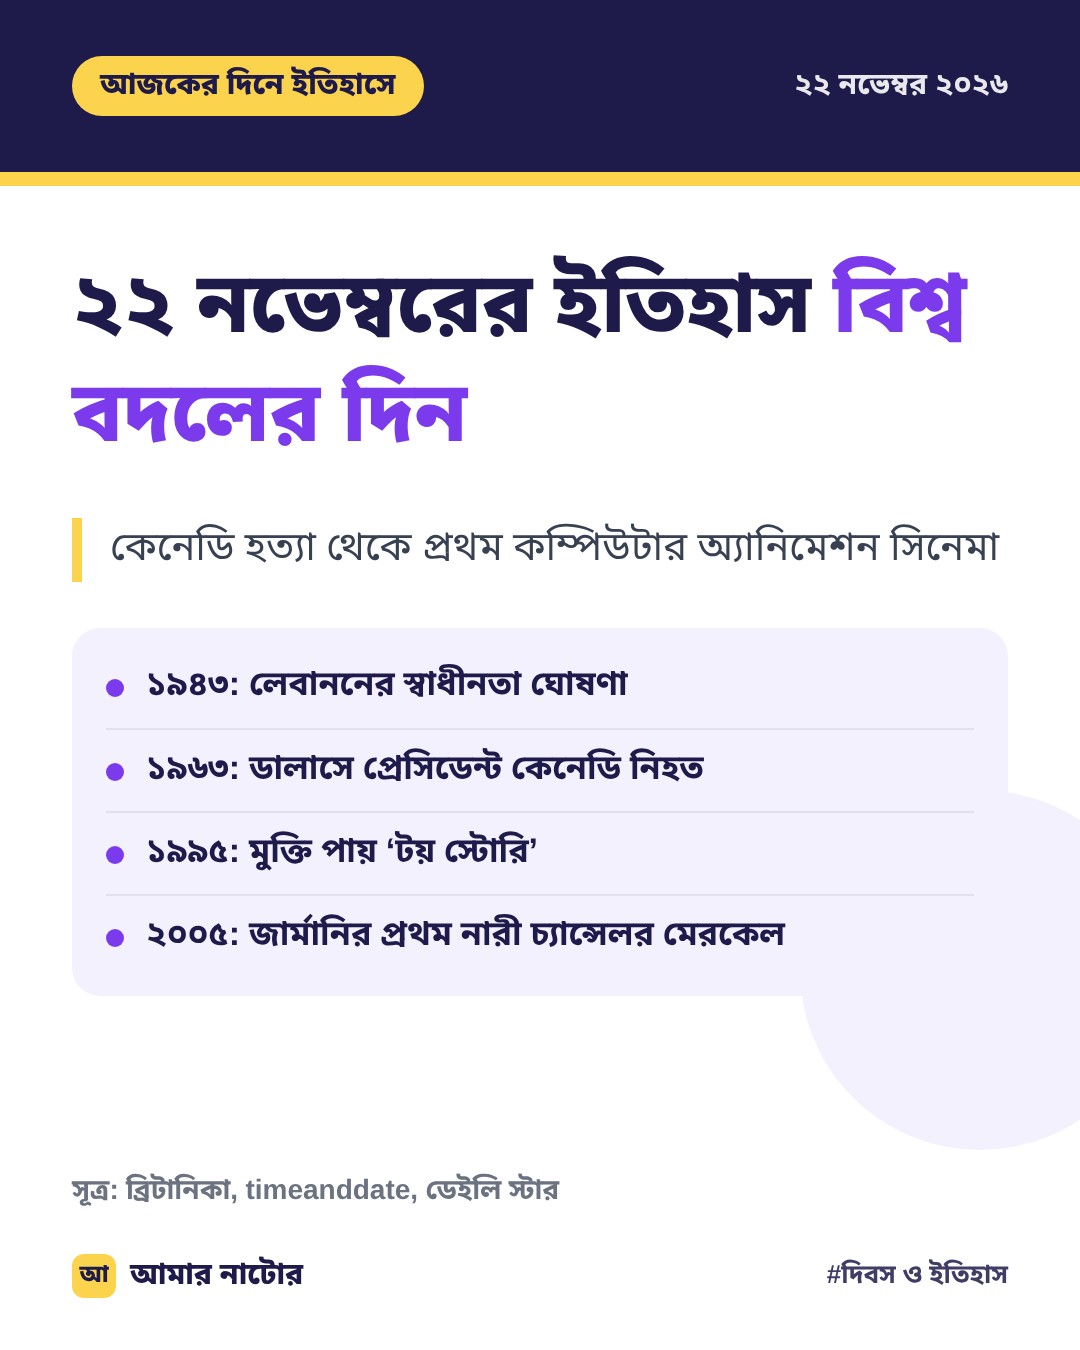 আজকের দিনে ইতিহাসে
২২ নভেম্বর ২০২৬
২২ নভেম্বরের ইতিহাস বিশ্ব
বদলের দিন
কেনেডি হত্যা থেকে প্রথম কম্পিউটার অ্যানিমেশন সিনেমা
১৯৪৩: লেবাননের স্বাধীনতা ঘোষণা
১৯৬৩: ডালাসে প্রেসিডেন্ট কেনেডি নিহত
১৯৯৫: মুক্তি পায় ‘টয় স্টোরি’
২০০৫: জার্মানির প্রথম নারী চ্যান্সেলর মেরকেল
সূত্র: ব্রিটানিকা, timeanddate, ডেইলি স্টার
আ আমার নাটোর
#দিবস ও ইতিহাস